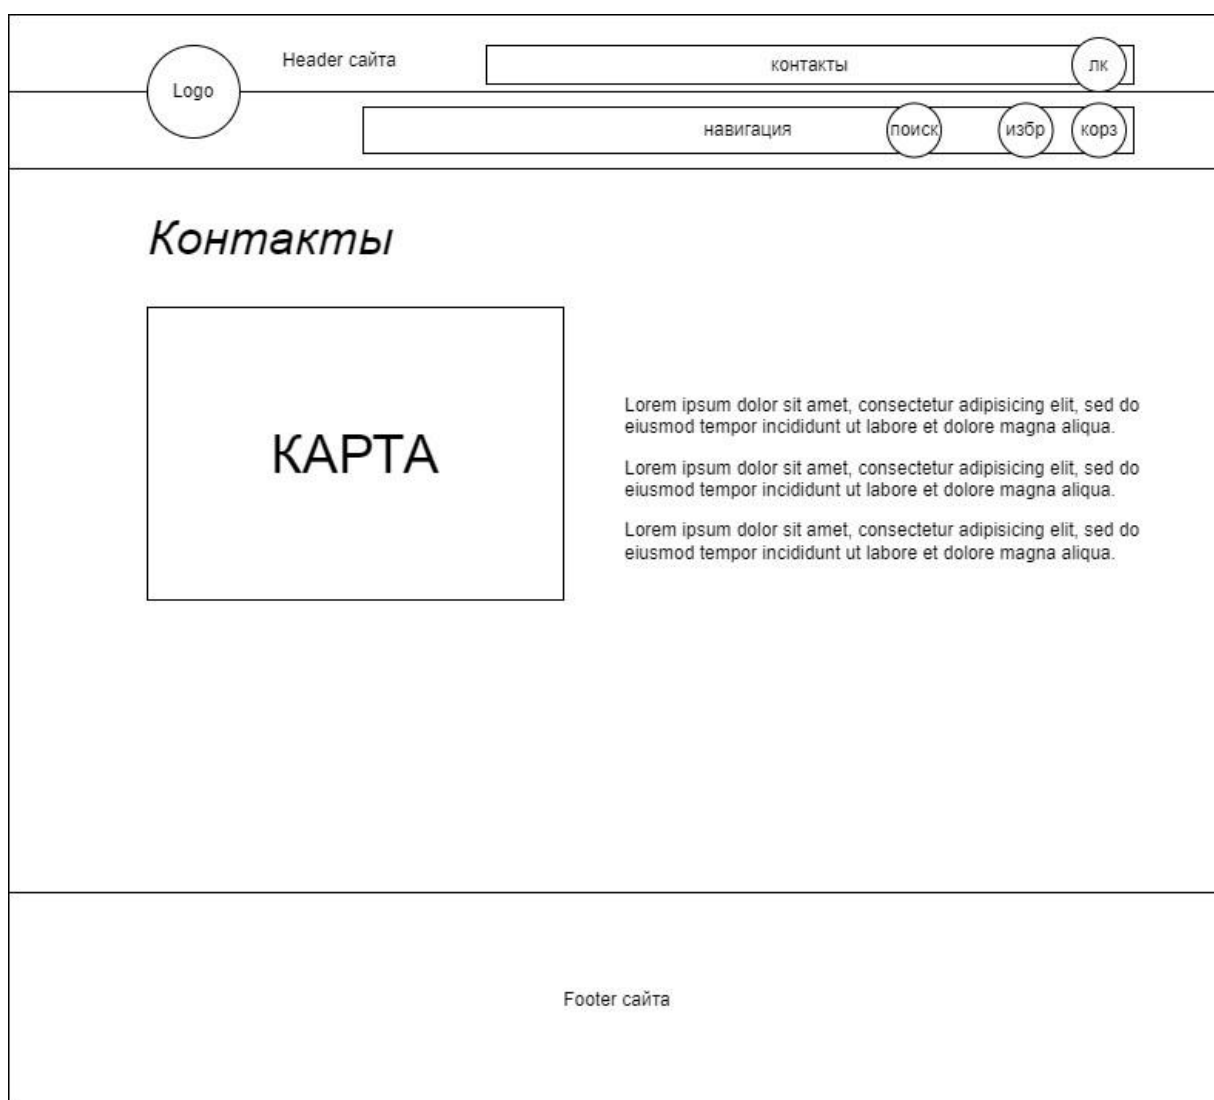 Header сайта
контакты
лк
Logo
навигация
поиск
избр
корз
Контакты
КАРТА
Lorem ipsum dolor sit amet, consectetur adipisicing elit, sed do
eiusmod tempor incididunt ut labore et dolore magna aliqua.
Lorem ipsum dolor sit amet, consectetur adipisicing elit, sed do
eiusmod tempor incididunt ut labore et dolore magna aliqua.
Lorem ipsum dolor sit amet, consectetur adipisicing elit, sed do
eiusmod tempor incididunt ut labore et dolore magna aliqua.
Footer сайта